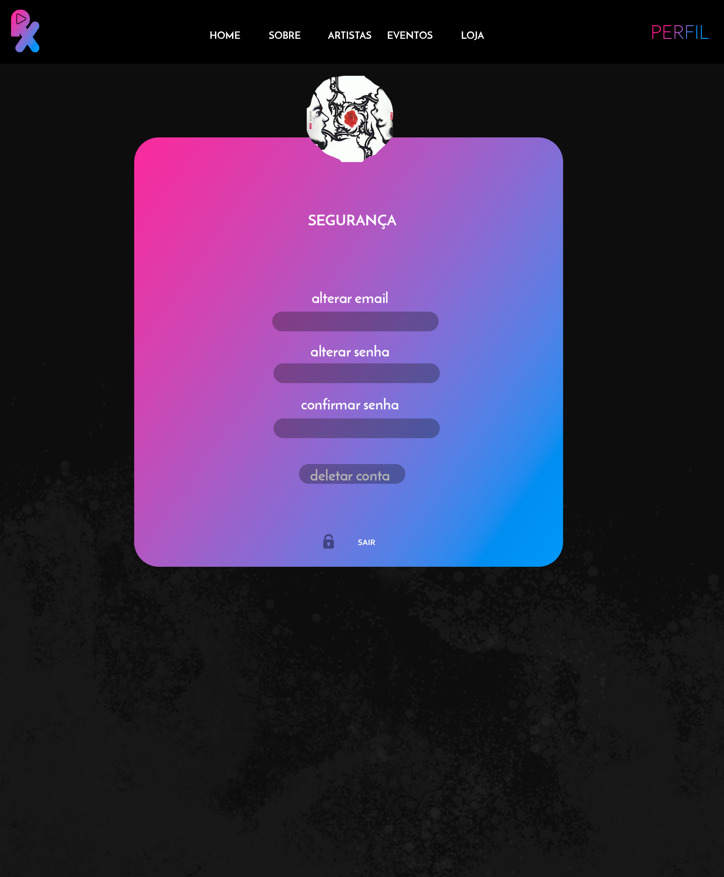 HOME SOBRE ARTISTAS EVENTOS LOJA PERFIL
SEGURANÇA
alterar email
alterar senha
confirmar senha
deletar conta
SAIR